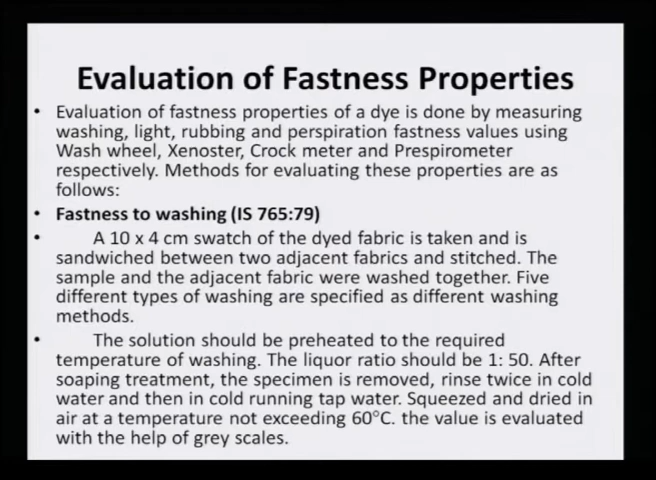 Evaluation of Fastness Properties
• Evaluation of fastness properties of a dye is done by measuring
washing, light, rubbing and perspiration fastness values using
Wash wheel, Xenoster, Crock meter and Prespirometer
respectively. Methods for evaluating these properties are as
follows:
• Fastness to washing (IS 765:79)
• A 10 x 4 cm swatch of the dyed fabric is taken and is
sandwiched between two adjacent fabrics and stitched. The
sample and the adjacent fabric were washed together. Five
different types of washing are specified as different washing
methods.
• The solution should be preheated to the required
temperature of washing. The liquor ratio should be 1: 50. After
soaping treatment, the specimen is removed, rinse twice in cold
water and then in cold running tap water. Squeezed and dried in
air at a temperature not exceeding 60°C. the value is evaluated
with the help of grey scales.